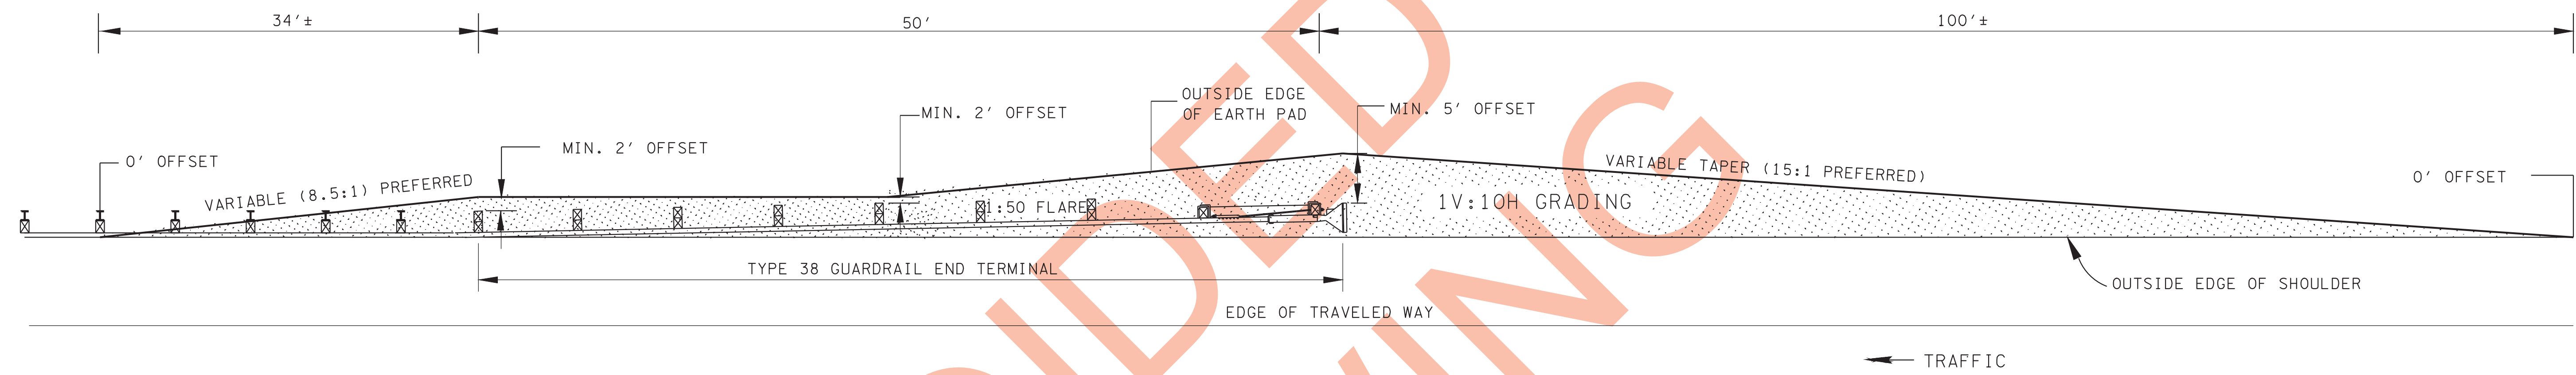 34'±
50'
100'±
0' OFFSET
VARIABLE (8.5:1) PREFERRED
MIN. 2' OFFSET
MIN. 2' OFFSET
OUTSIDE EDGE
OF EARTH PAD
MIN. 5' OFFSET
VARIABLE TAPER (15:1 PREFERRED)
0' OFFSET
1:50 FLARE
1V:10H GRADING
TYPE 38 GUARDRAIL END TERMINAL
OUTSIDE EDGE OF SHOULDER
EDGE OF TRAVELED WAY
TRAFFIC